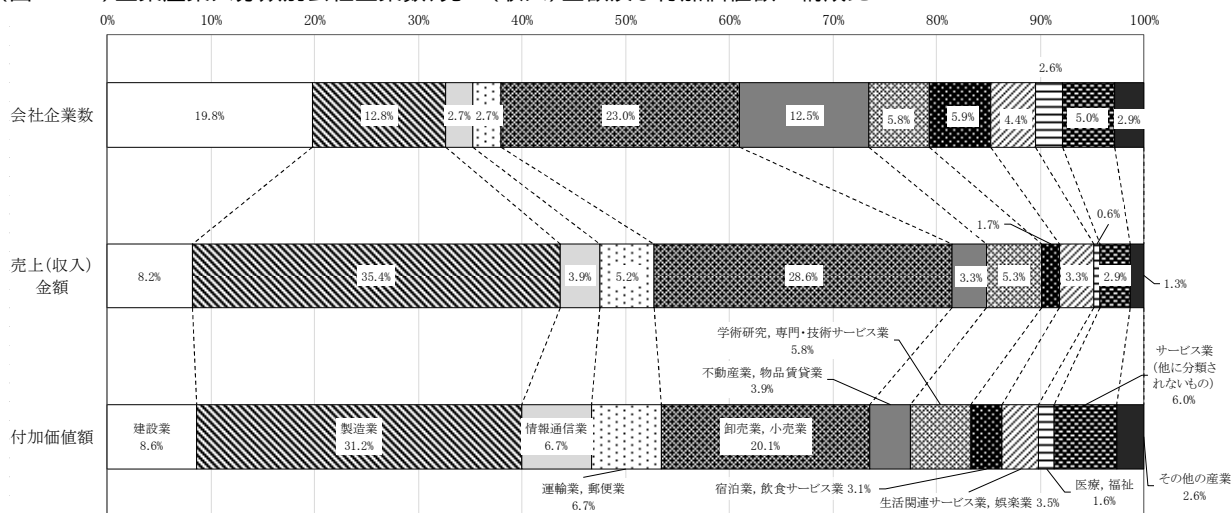 0%
10%
20%
30%
40%
50%
60%
70%
80%
90%
100%
会社企業数
19.8%
12.8%
2.7%
2.7%
23.0%
12.5%
5.8%
5.9%
4.4%
2.6%
5.0%
2.9%
売上(収入)
金額
8.2%
35.4%
3.9%
5.2%
28.6%
3.3%
5.3%
1.7%
3.3%
0.6%
2.9%
1.3%
付加価値額
建設業
8.6%
製造業
31.2%
情報通信業
6.7%
運輸業, 郵便業
6.7%
卸売業, 小売業
20.1%
不動産業, 物品賃貸業
3.9%
学術研究, 専門・技術サービス業
5.8%
宿泊業, 飲食サービス業 3.1%
生活関連サービス業, 娯楽業 3.5%
医療, 福祉
1.6%
サービス業
(他に分類さ
れないもの)
6.0%
その他の産業
2.6%